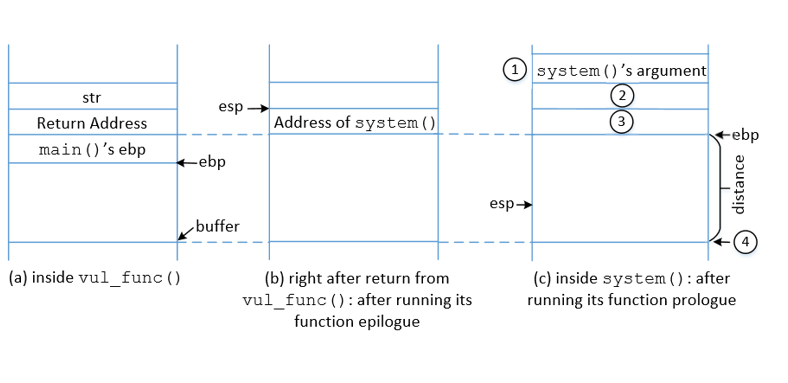 str
Return Address
main()'s ebp
ebp
buffer
(a) inside vul_func()
esp
Address of system()
(b) right after return from
vul_func(): after running its
function epilogue
1 system()'s argument
2
3
ebp
distance
esp
4
(c) inside system(): after
running its function prologue